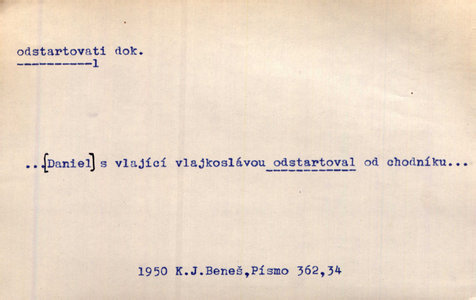 odstartovati dok.
----------1
...[Daniel] s vlající vlajkoslávou odstartoval od chodníku...
1950 K.J.Beneš,Písmo 362,34